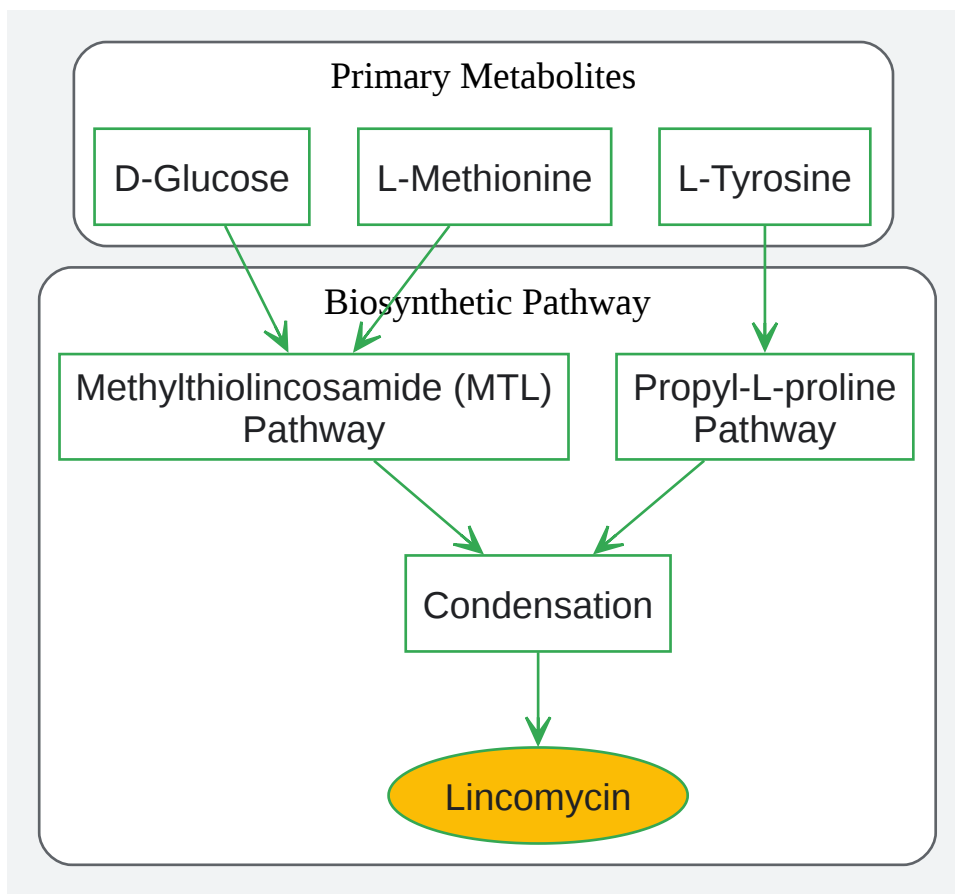 Primary Metabolites
D-Glucose
L-Methionine
L-Tyrosine
Biosynthetic Pathway
Methylthiolincosamide (MTL)
Pathway
Propyl-L-proline
Pathway
Condensation
Lincomycin